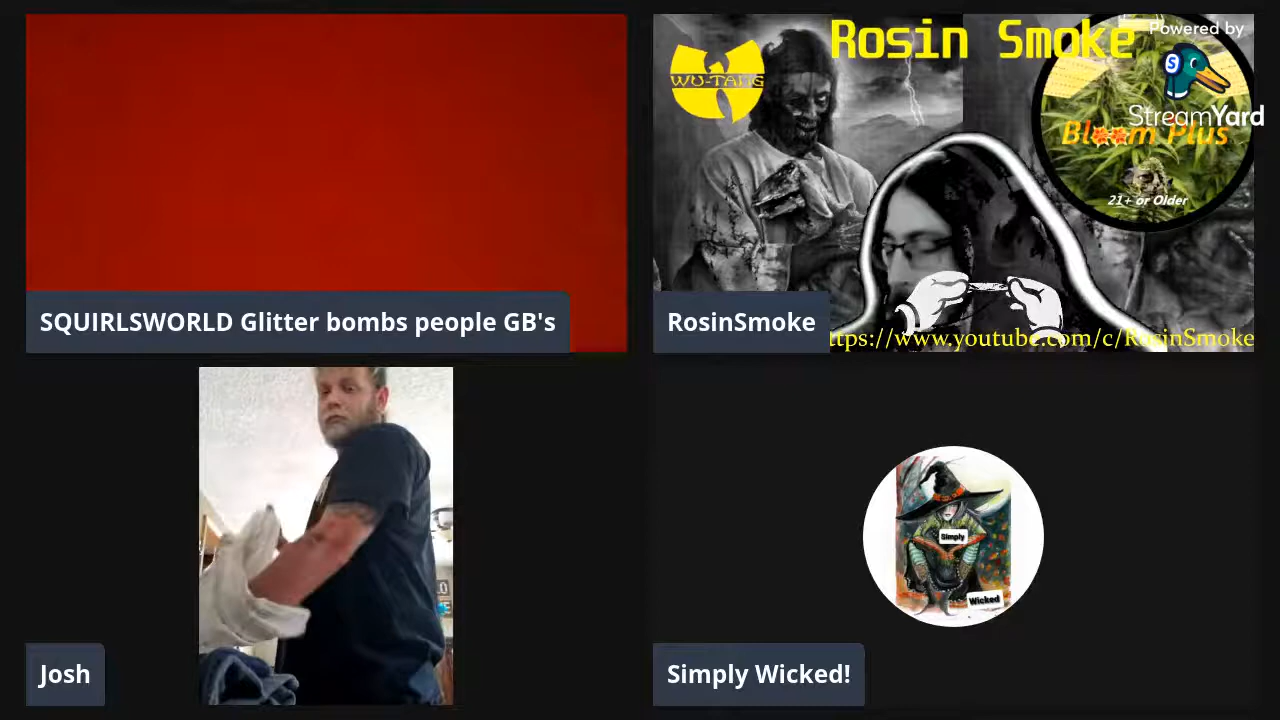 Rosin Smoke
Powered by
StreamYard
WU-TANG
Bloom Plus
21+ or Older
SQUIRLSWORLD Glitter bombs people GB's
RosinSmoke
ttps://www.youtube.com/c/RosinSmoke
Simply
Wicked
Josh
Simply Wicked!